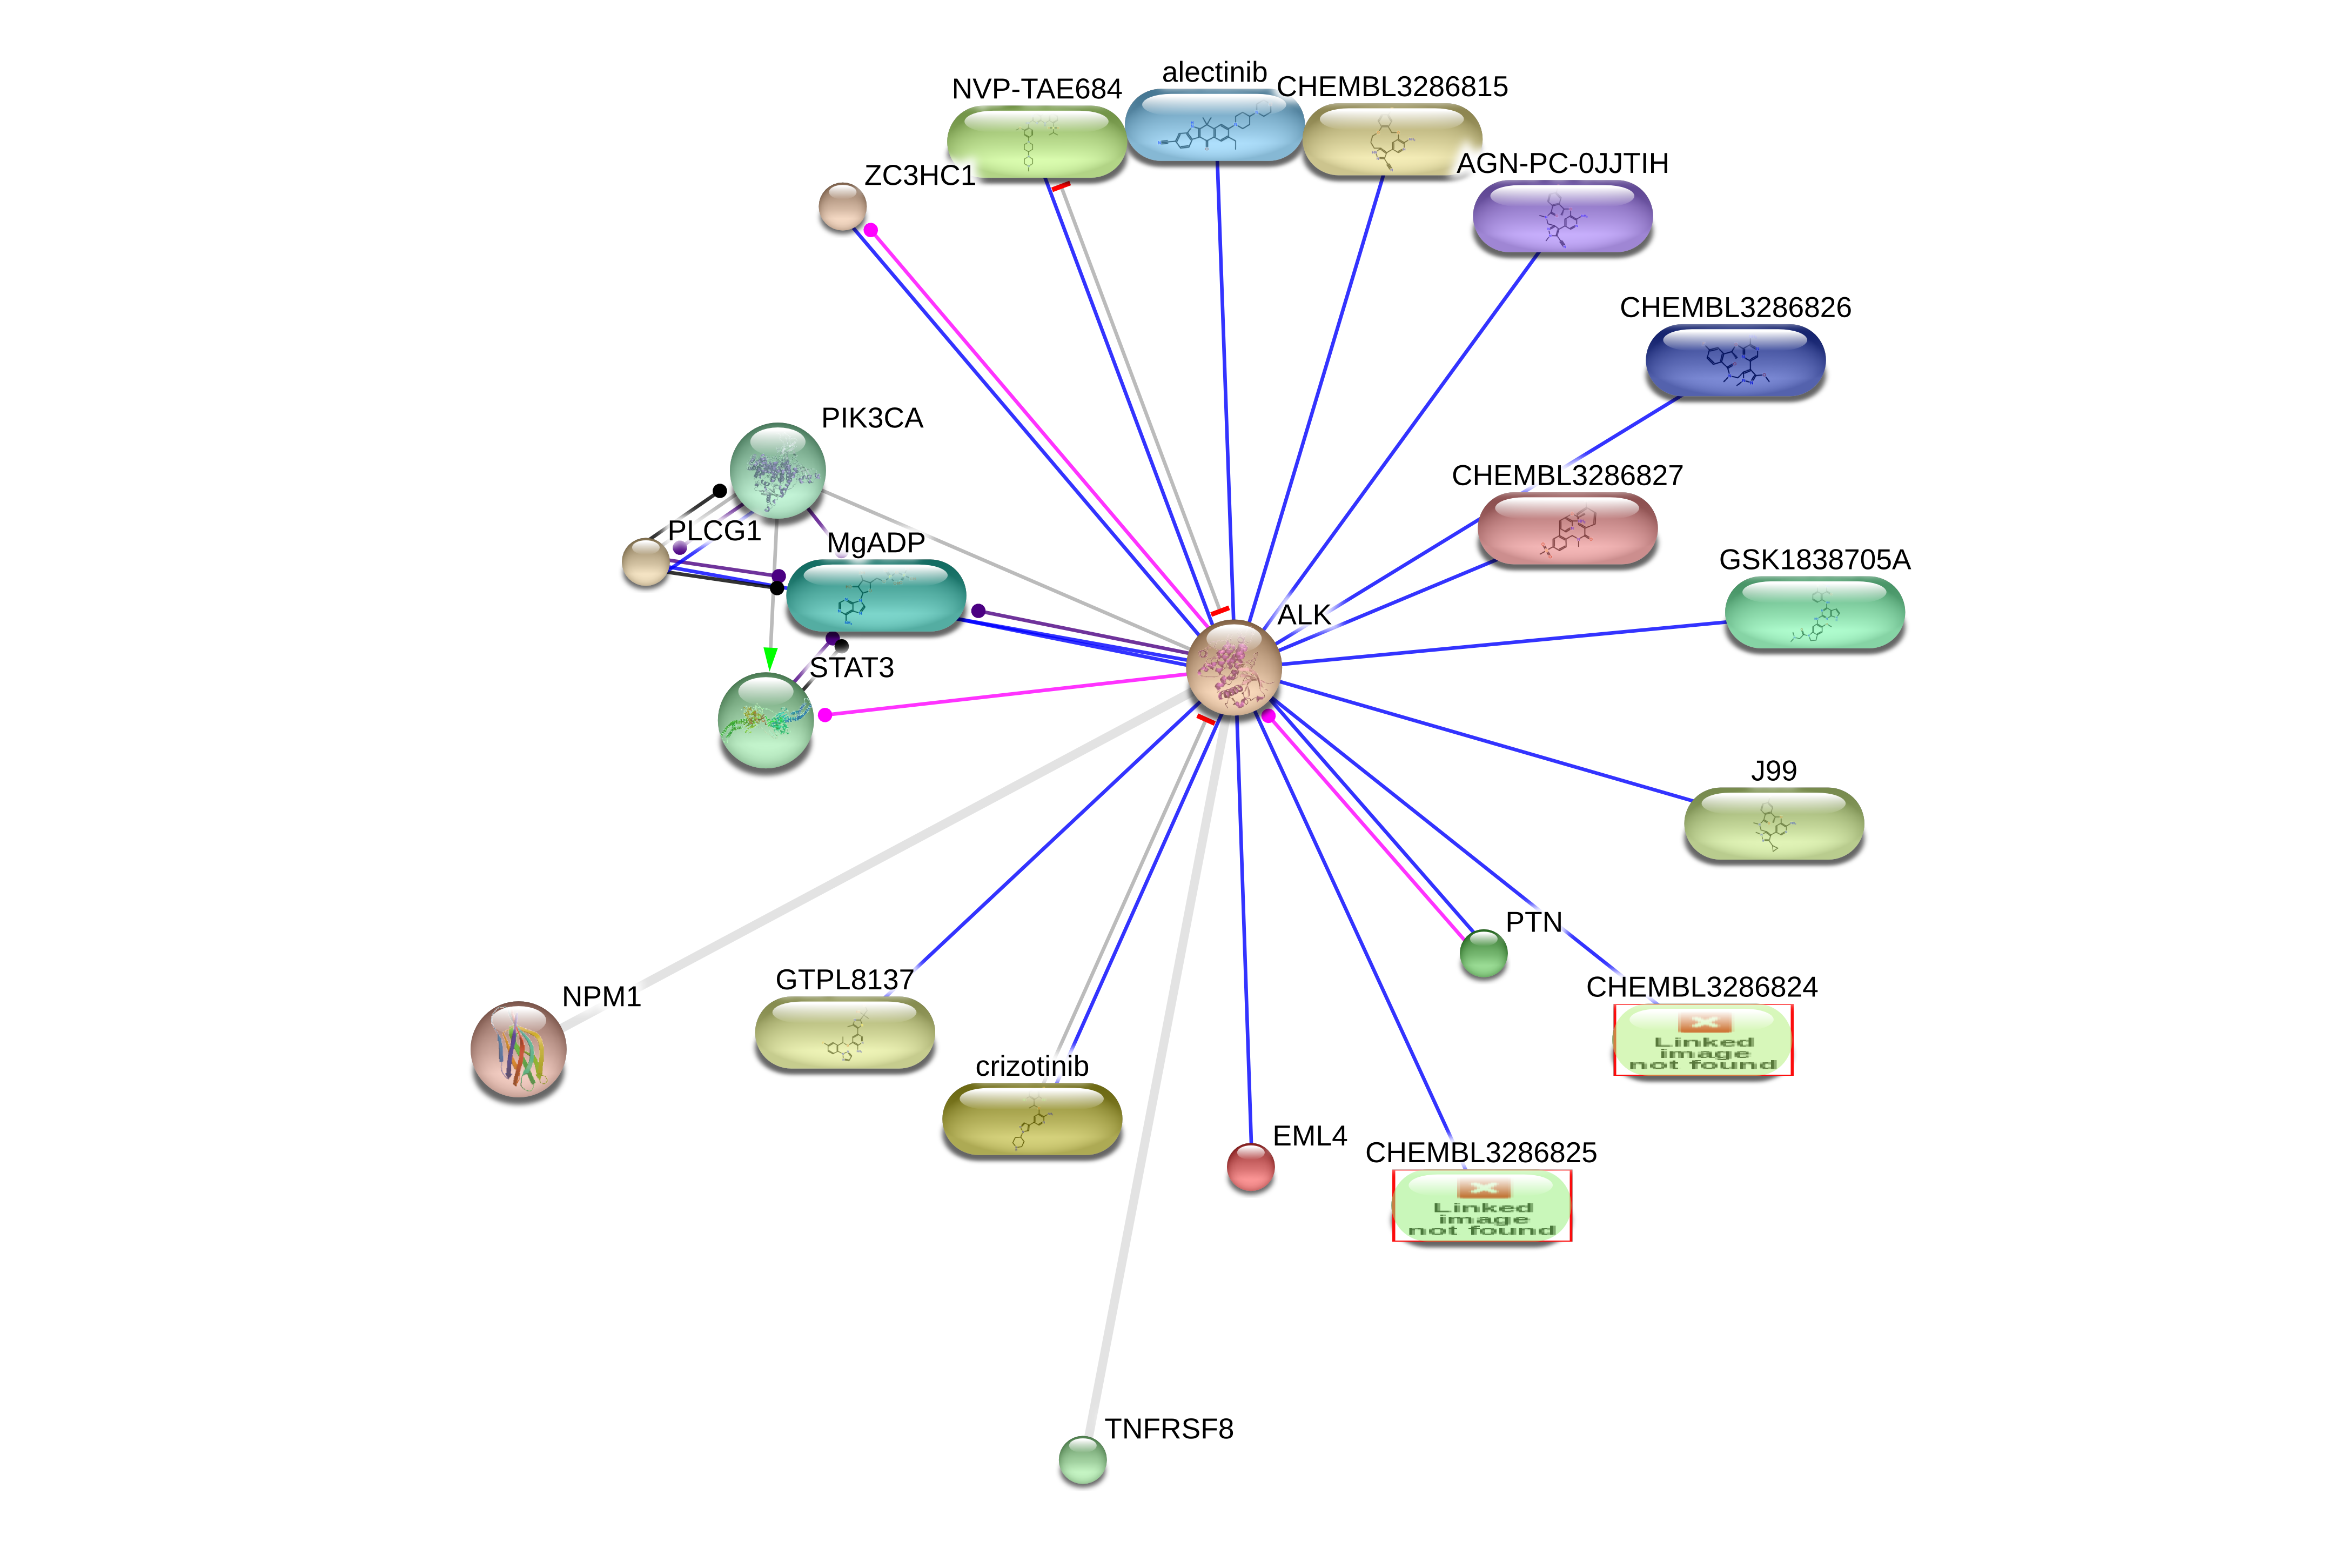 alectinib
NVP-TAE684
CHEMBL3286815
AGN-PC-0JJTIH
ZC3HC1
CHEMBL3286826
PIK3CA
CHEMBL3286827
PLCG1
MgADP
GSK1838705A
ALK
STAT3
J99
PTN
GTPL8137
CHEMBL3286824
Linked
image
not found
NPM1
crizotinib
EML4
CHEMBL3286825
Linked
image
not found
TNFRSF8